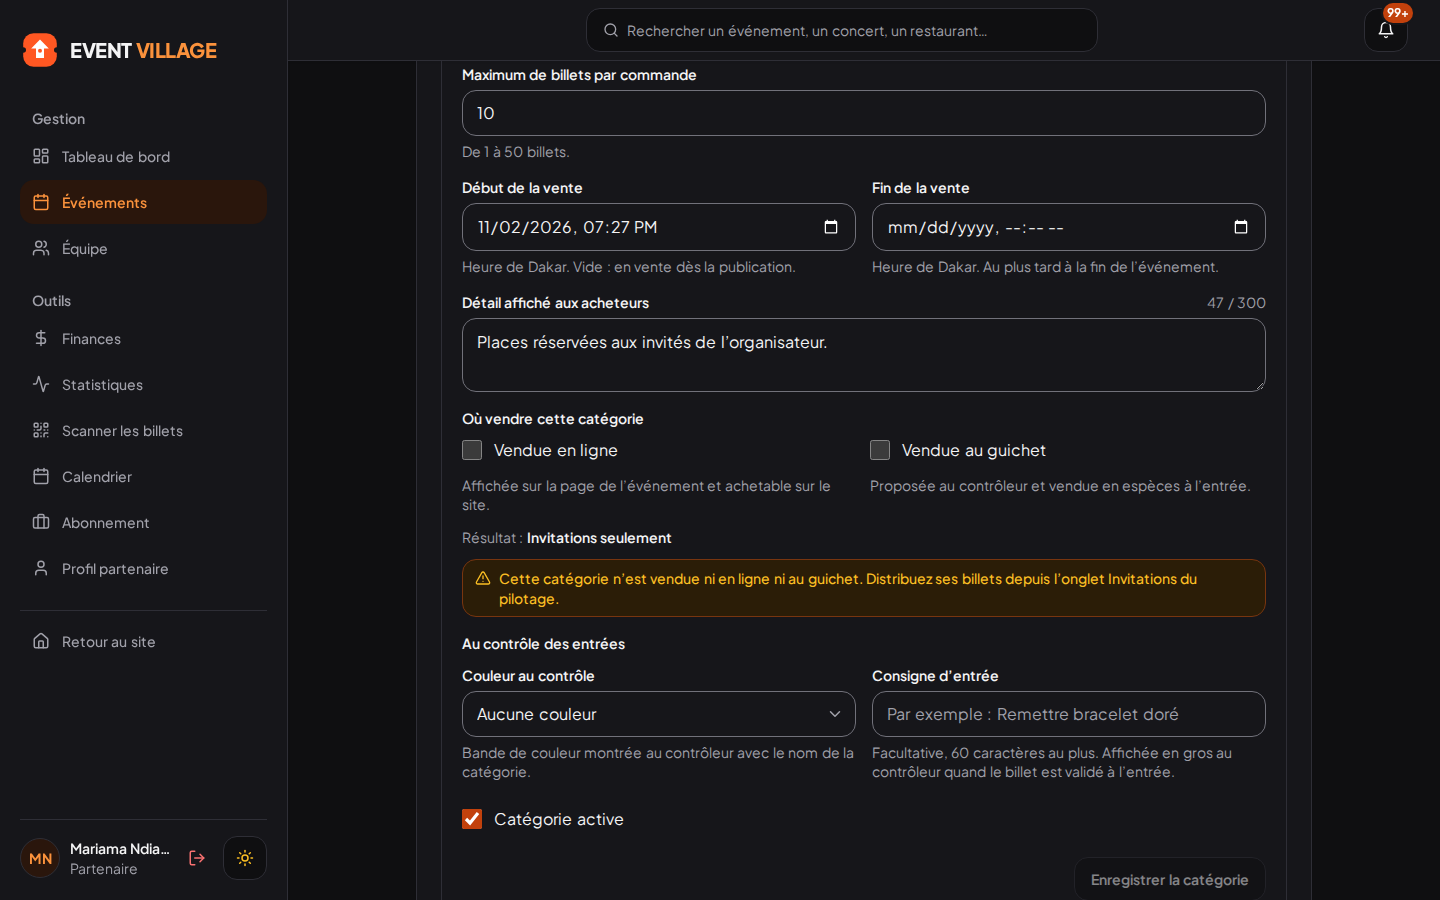 EVENT VILLAGE
Rechercher un événement, un concert, un restaurant…
99+
Gestion
Tableau de bord
Événements
Équipe
Outils
Finances
Statistiques
Scanner les billets
Calendrier
Abonnement
Profil partenaire
Retour au site
MN
Mariama Ndia…
Partenaire
Maximum de billets par commande
10
De 1 à 50 billets.
Début de la vente
Fin de la vente
11/02/2026, 07:27 PM
mm/dd/yyyy, --:-- --
Heure de Dakar. Vide : en vente dès la publication.
Heure de Dakar. Au plus tard à la fin de l’événement.
Détail affiché aux acheteurs
47 / 300
Places réservées aux invités de l’organisateur.
Où vendre cette catégorie
Vendue en ligne
Vendue au guichet
Affichée sur la page de l’événement et achetable sur le
site.
Proposée au contrôleur et vendue en espèces à l’entrée.
Résultat : Invitations seulement
Cette catégorie n’est vendue ni en ligne ni au guichet. Distribuez ses billets depuis l’onglet Invitations du
pilotage.
Au contrôle des entrées
Couleur au contrôle
Consigne d’entrée
Aucune couleur
Par exemple : Remettre bracelet doré
Bande de couleur montrée au contrôleur avec le nom de la
catégorie.
Facultative, 60 caractères au plus. Affichée en gros au
contrôleur quand le billet est validé à l’entrée.
Catégorie active
Enregistrer la catégorie